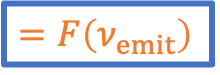 = F(ν_emit)